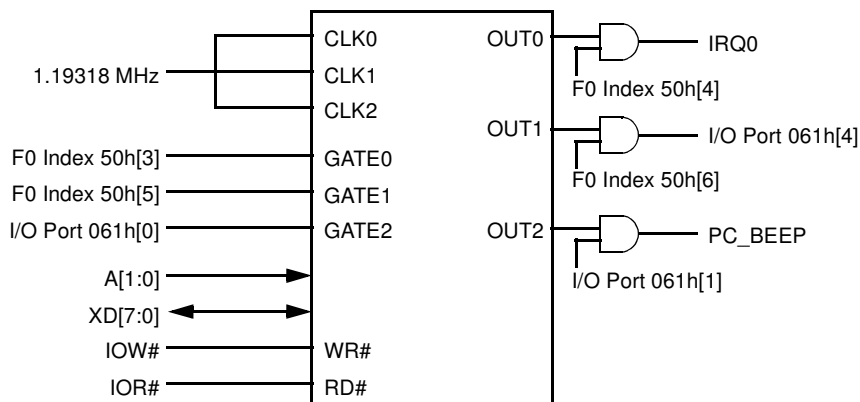 CLK0
OUT0
IRQ0
1.19318 MHz
CLK1
F0 Index 50h[4]
CLK2
OUT1
I/O Port 061h[4]
F0 Index 50h[3]
GATE0
F0 Index 50h[6]
F0 Index 50h[5]
GATE1
I/O Port 061h[0]
GATE2
OUT2
PC_BEEP
A[1:0]
I/O Port 061h[1]
XD[7:0]
IOW#
WR#
IOR#
RD#